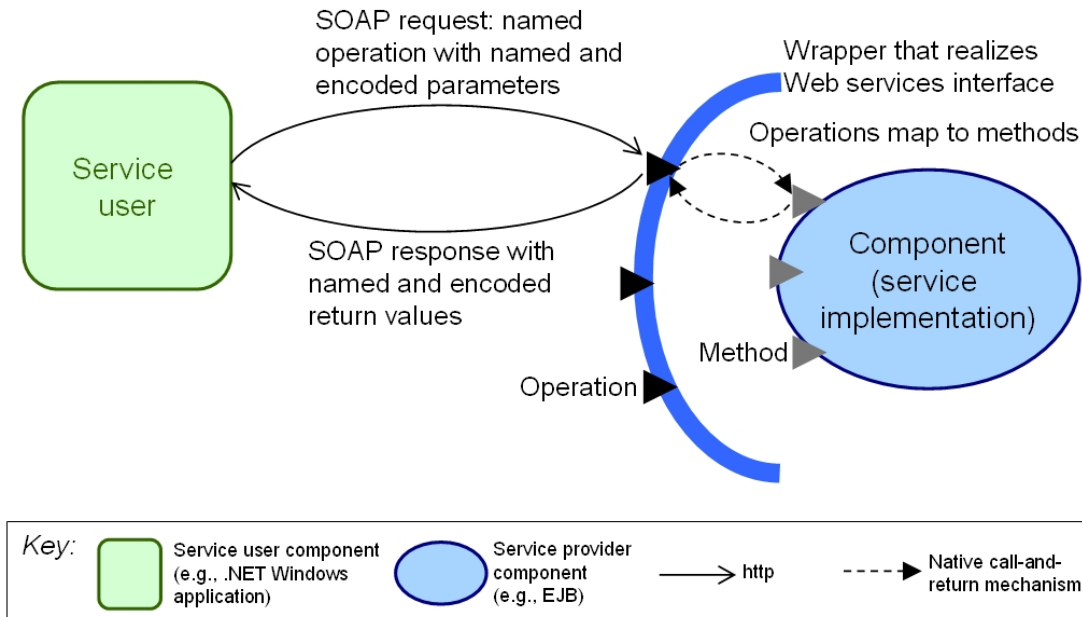 SOAP request: named
operation with named and
encoded parameters
Wrapper that realizes
Web services interface
Operations map to methods
Service
user
SOAP response with
named and encoded
return values
Component
(service
implementation)
Method
Operation
Key:
Service user component
(e.g., .NET Windows
application)
Service provider
component
(e.g., EJB)
http
Native call-and-
return mechanism